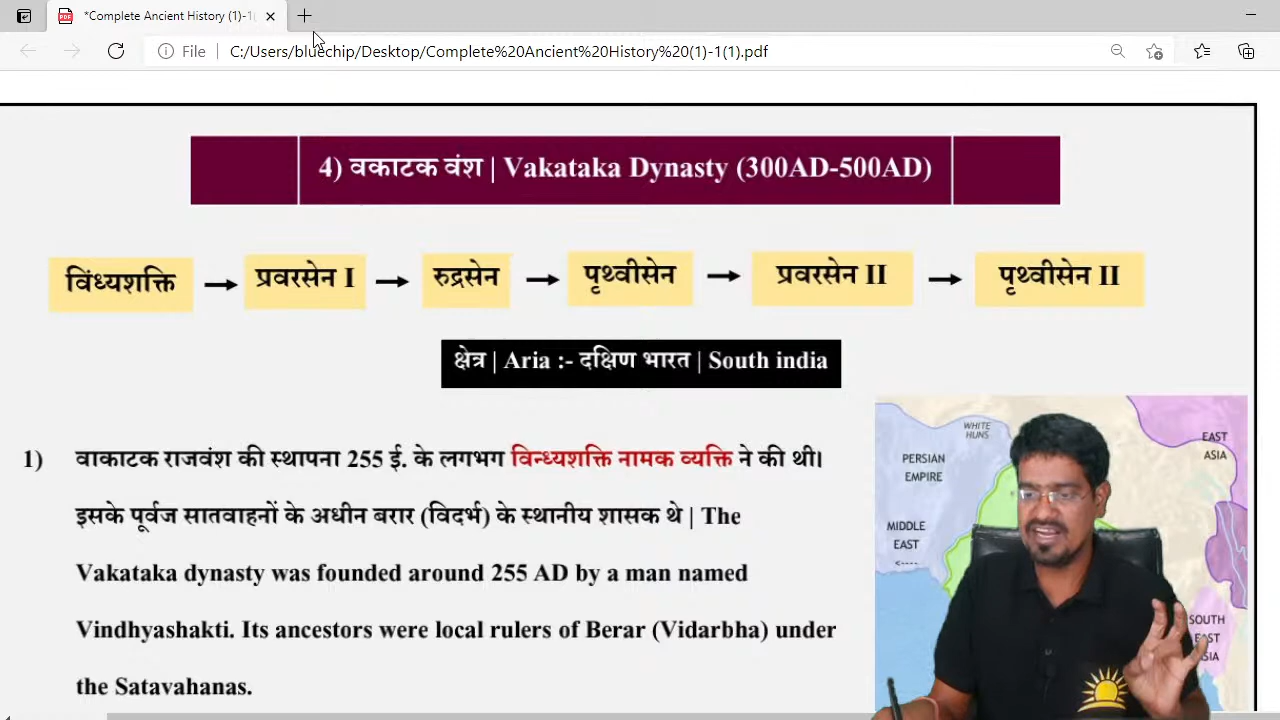 *Complete Ancient History (1)-1(
File C:/Users/bluechip/Desktop/Complete%20Ancient%20History%20(1)-1(1).pdf
4) वकाटक वंश | Vakataka Dynasty (300AD-500AD)
विंध्यशक्ति → प्रवरसेन I → रुद्रसेन → पृथ्वीसेन → प्रवरसेन II → पृथ्वीसेन II
क्षेत्र | Aria :- दक्षिण भारत | South india
1) वाकाटक राजवंश की स्थापना 255 ई. के लगभग विन्ध्यशक्ति नामक व्यक्ति ने की थी।
इसके पूर्वज सातवाहनों के अधीन बरार (विदर्भ) के स्थानीय शासक थे | The
Vakataka dynasty was founded around 255 AD by a man named
Vindhyashakti. Its ancestors were local rulers of Berar (Vidarbha) under
the Satavahanas.
WHITE
HUNS
PERSIAN
EMPIRE
MIDDLE
EAST
<----
EAST
ASIA
SOUTH
EAST
ASIA